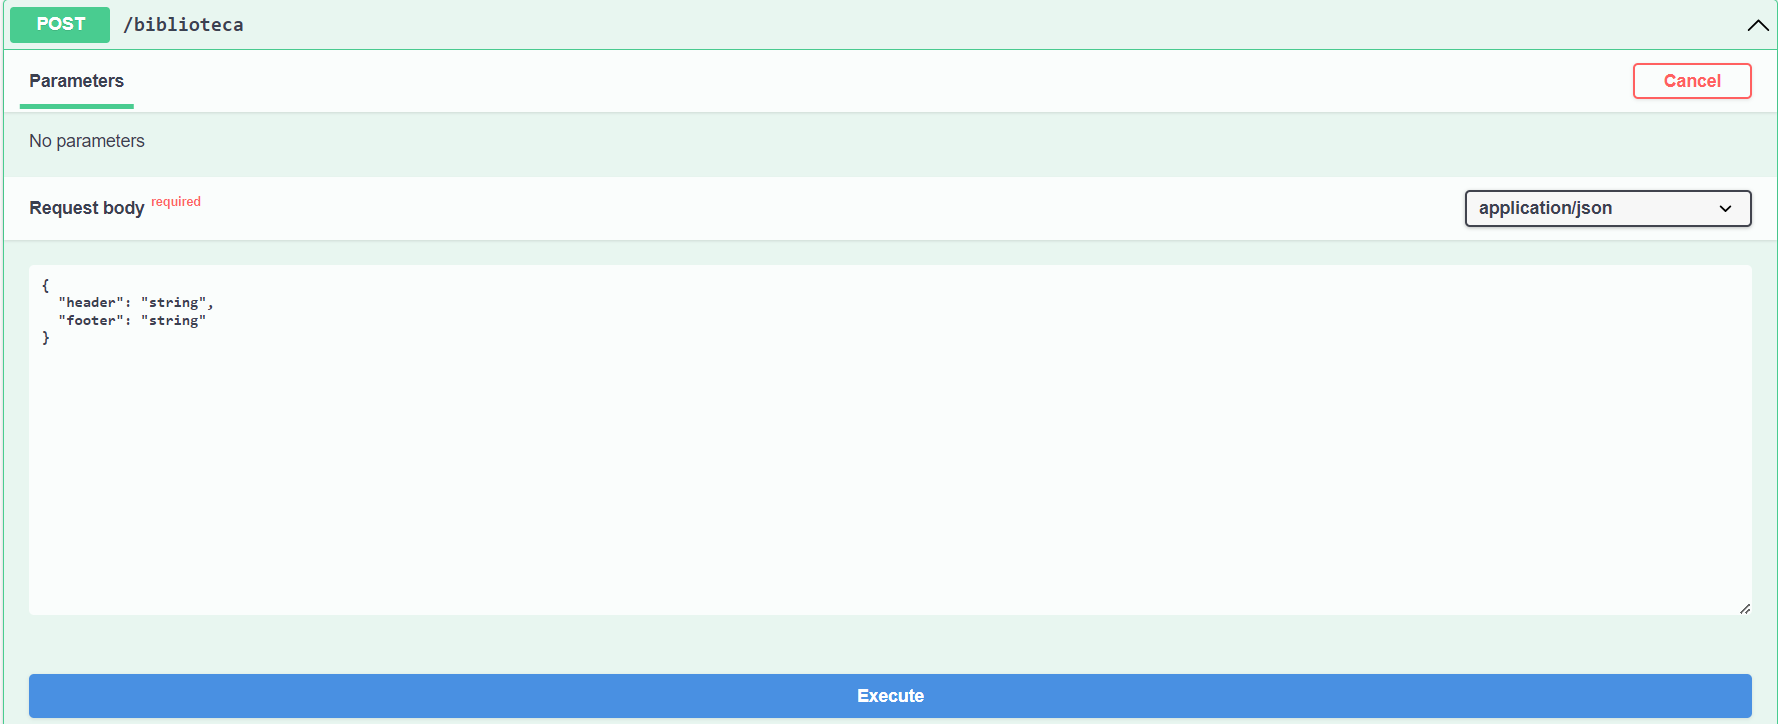 POST /biblioteca
Parameters
Cancel
No parameters
Request body required
application/json
{
  "header": "string",
  "footer": "string"
}
Execute